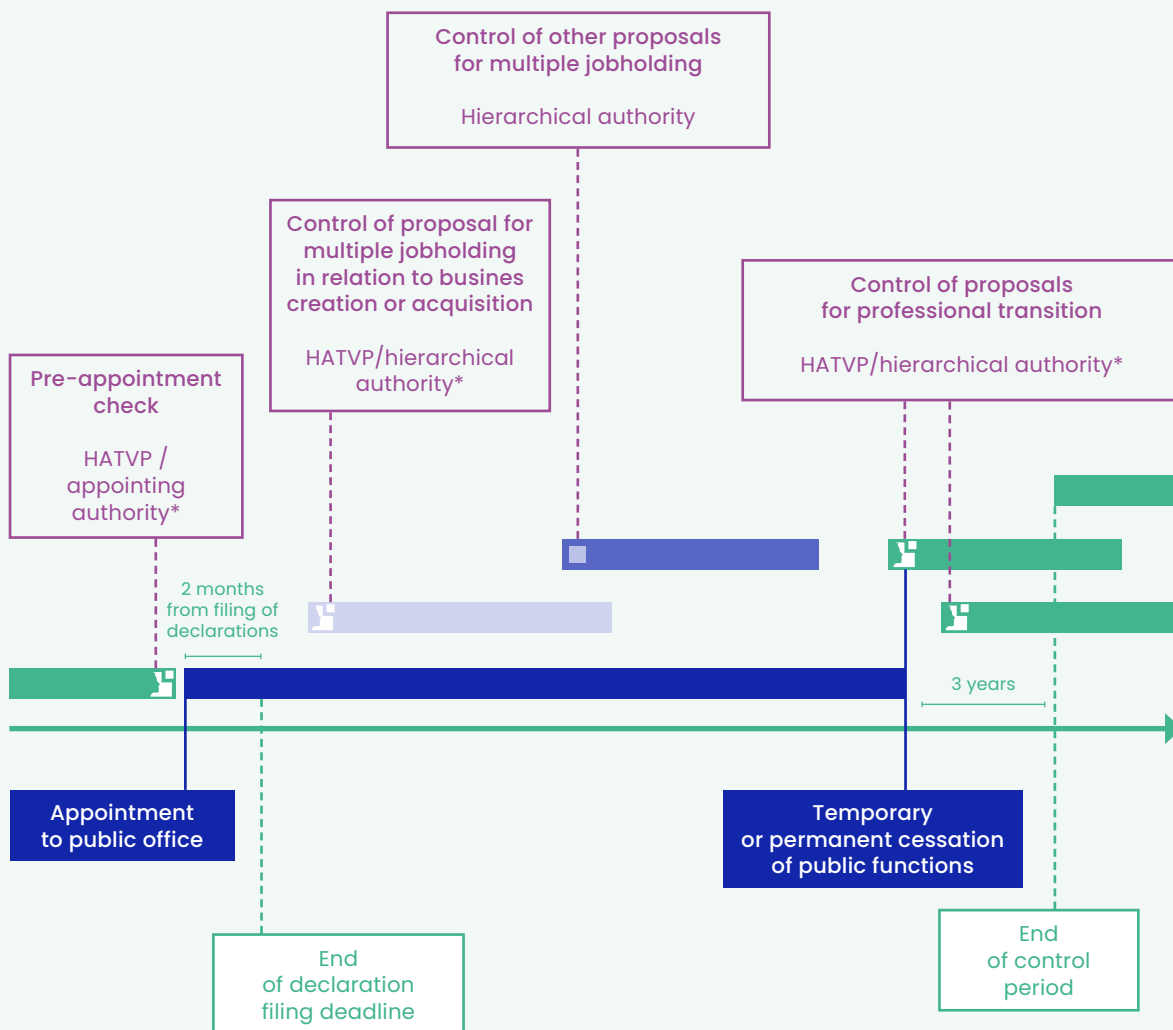 Control of other proposals
for multiple jobholding
Hierarchical authority
Control of proposal for
multiple jobholding
in relation to busines
creation or acquisition
HATVP/hierarchical
authority*
Control of proposals
for professional transition
HATVP/hierarchical authority*
Pre-appointment
check
HATVP /
appointing
authority*
2 months
from filing of
declarations
3 years
Appointment
to public office
Temporary
or permanent cessation
of public functions
End
of declaration
filing deadline
End
of control
period